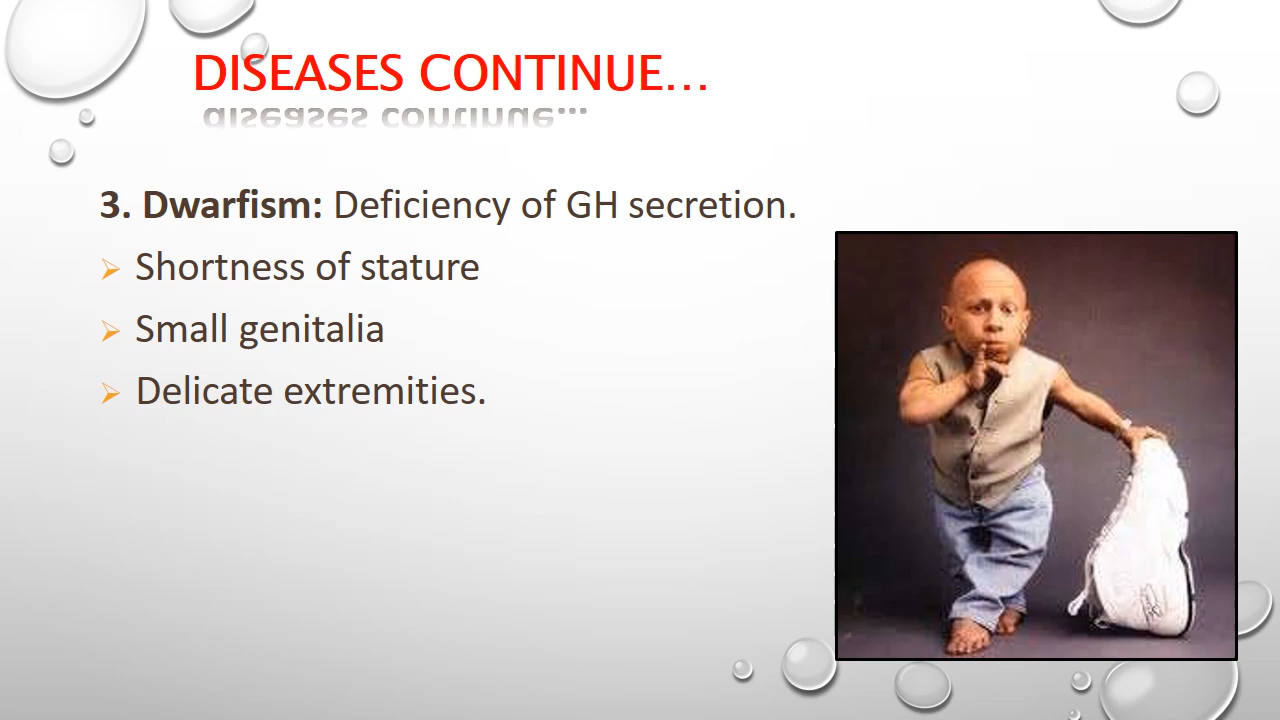 DISEASES CONTINUE...
3. Dwarfism: Deficiency of GH secretion.
Shortness of stature
Small genitalia
Delicate extremities.